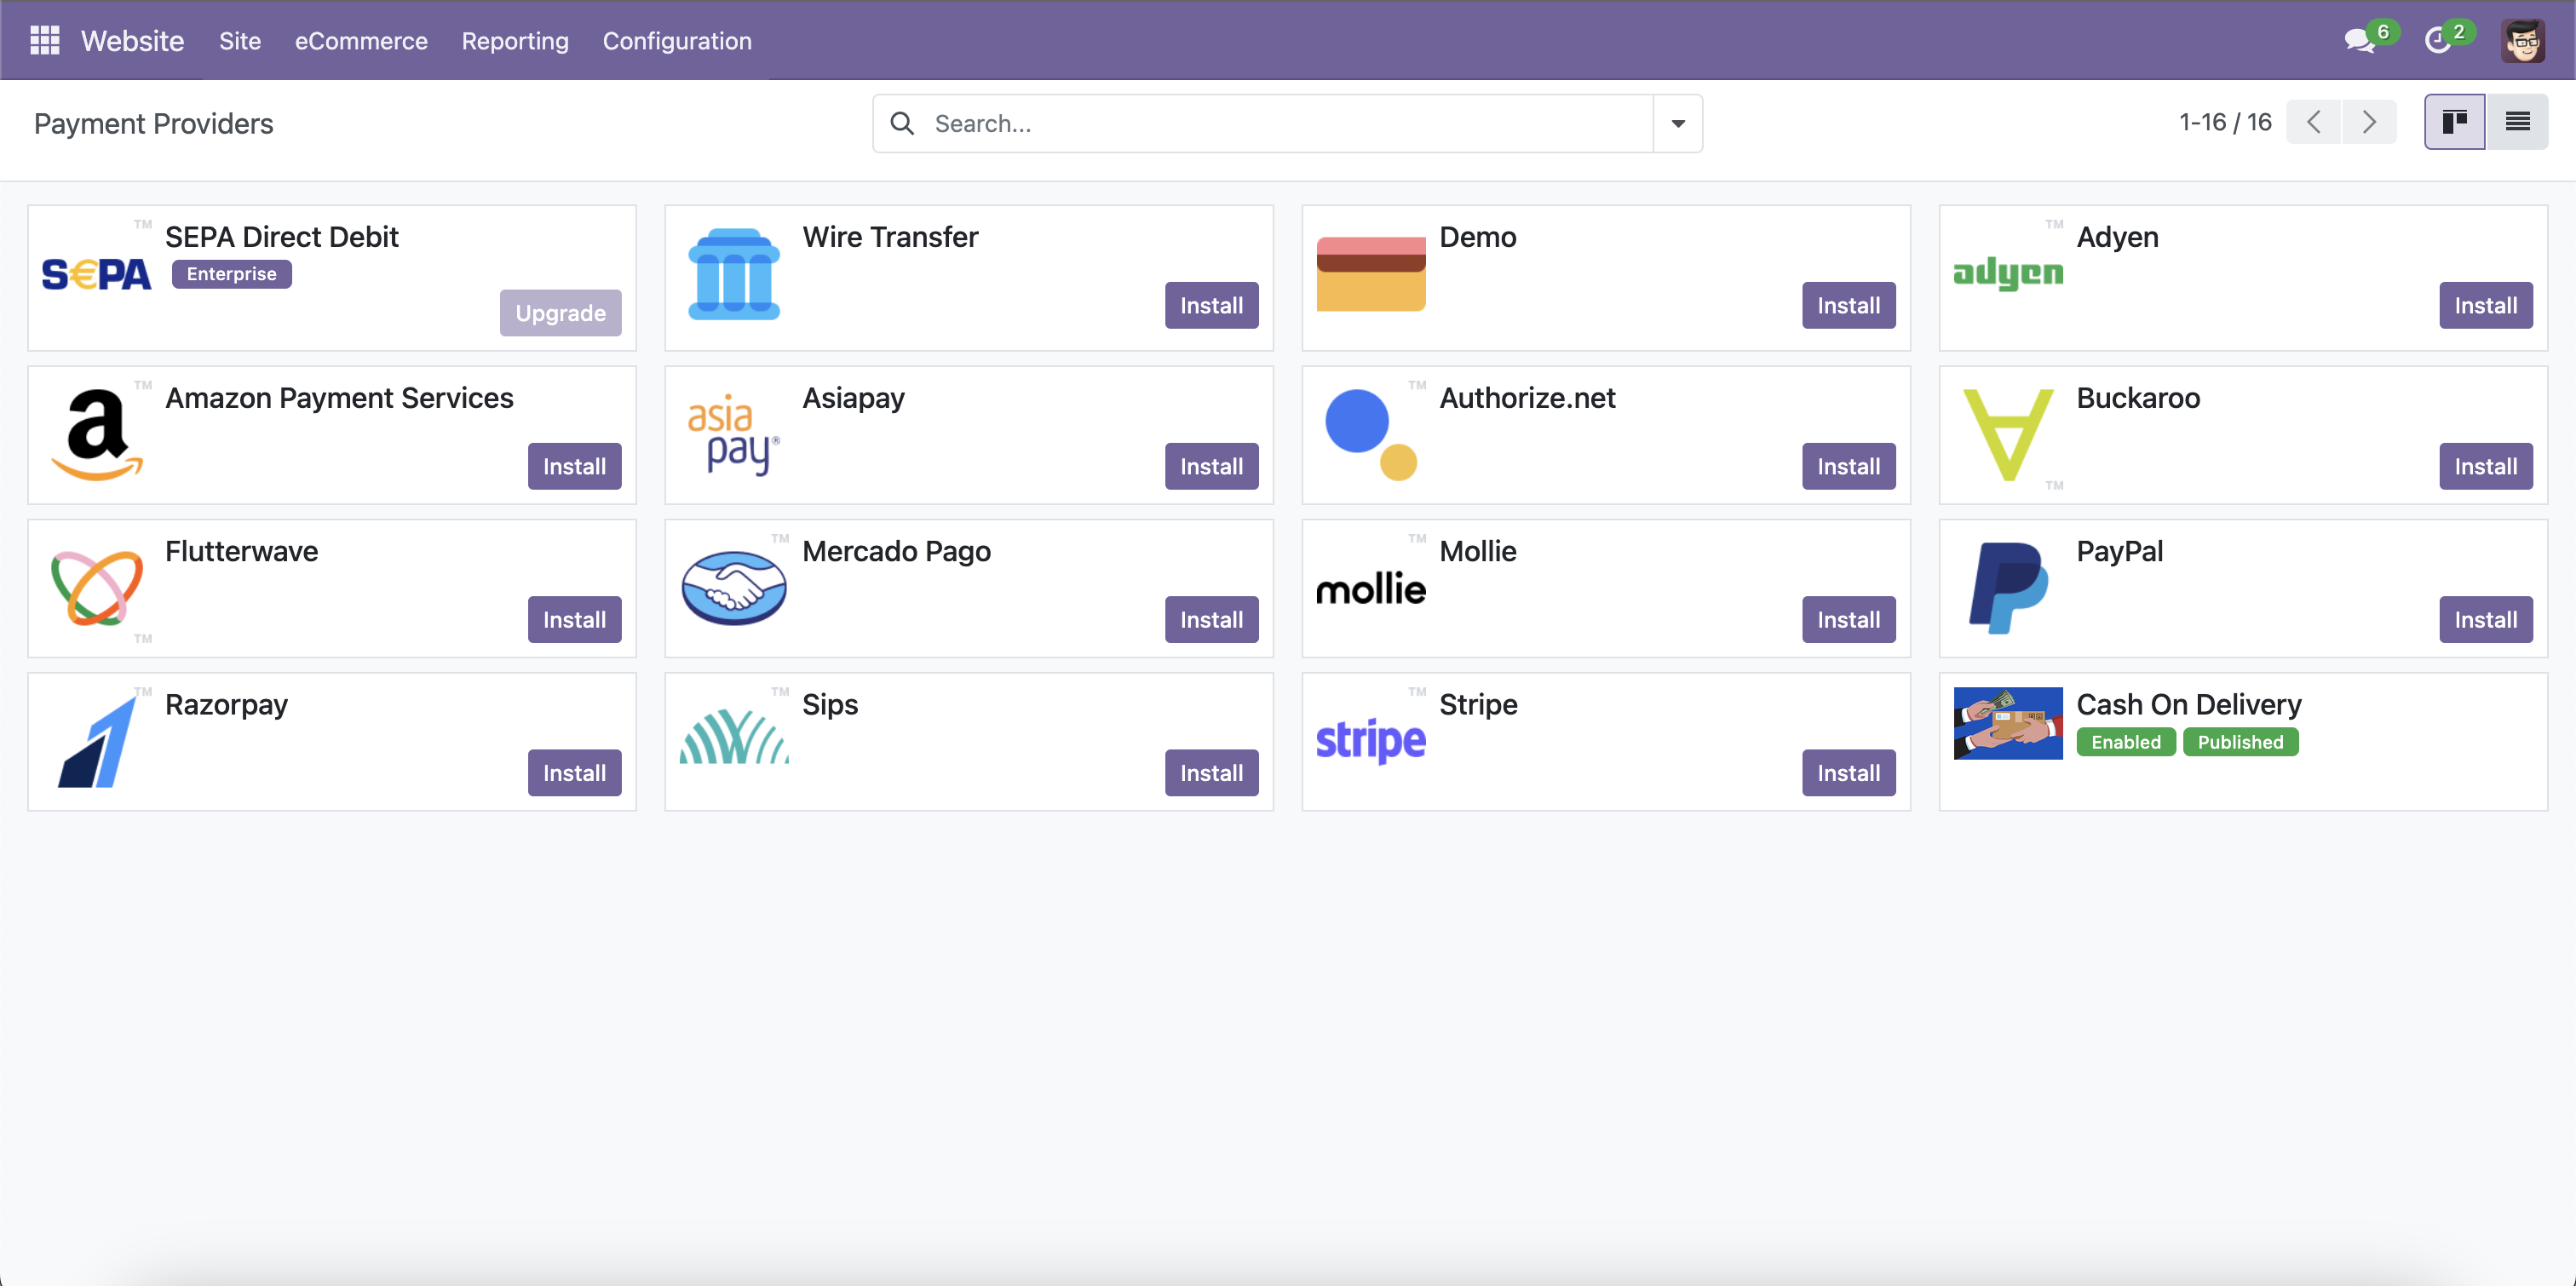 Website Site eCommerce Reporting Configuration 6 2
Payment Providers Search... 1-16 / 16
TM SEPA Direct Debit
S€PA Enterprise
Upgrade
Wire Transfer
Install
Demo
Install
TM Adyen
adyen
Install
TM Amazon Payment Services
a
Install
Asiapay
asia
pay®
Install
TM Authorize.net
Install
Buckaroo
Install
TM
Flutterwave
Install
TM
TM Mercado Pago
Install
TM Mollie
mollie
Install
PayPal
Install
TM Razorpay
Install
TM Sips
Install
TM Stripe
stripe
Install
Cash On Delivery
Enabled Published